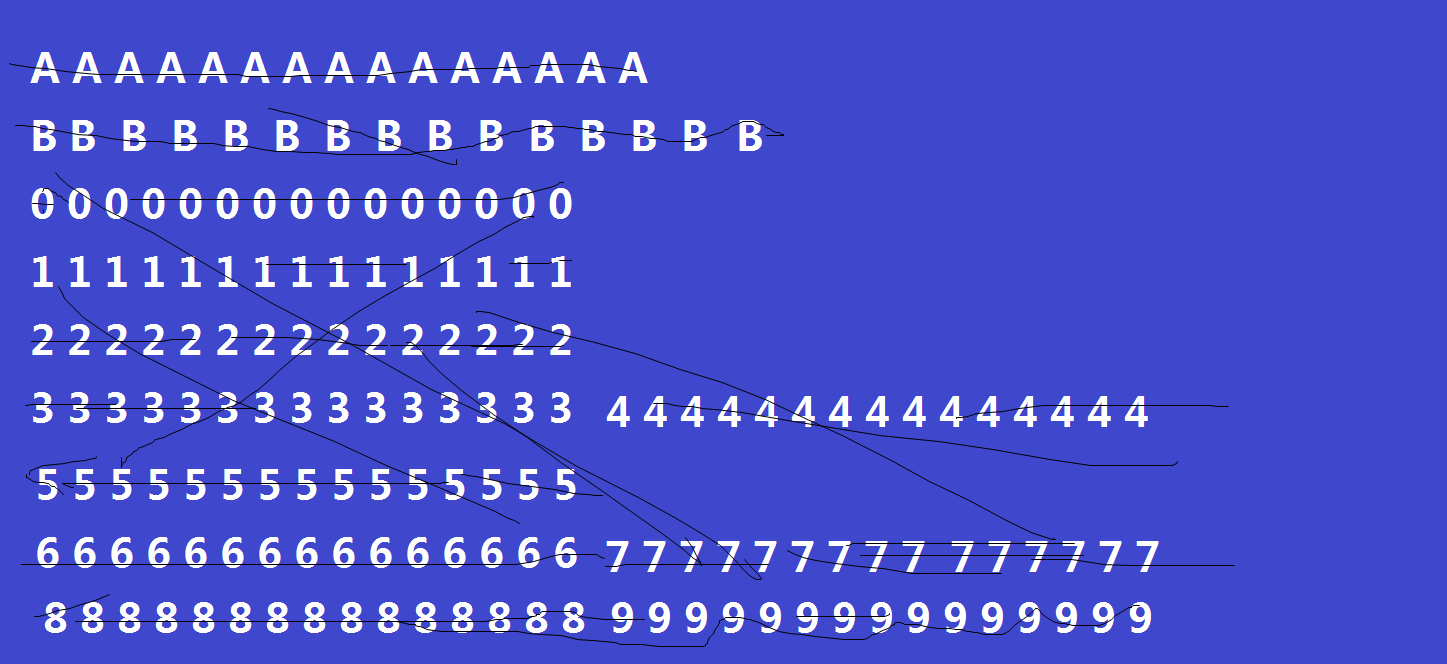 A A A A A A A A A A A A A A A
B B B B B B B B B B B B B B B
0 0 0 0 0 0 0 0 0 0 0 0 0 0 0
1 1 1 1 1 1 1 1 1 1 1 1 1 1 1
2 2 2 2 2 2 2 2 2 2 2 2 2 2 2
3 3 3 3 3 3 3 3 3 3 3 3 3 3 3 4 4 4 4 4 4 4 4 4 4 4 4 4 4 4
5 5 5 5 5 5 5 5 5 5 5 5 5 5 5
6 6 6 6 6 6 6 6 6 6 6 6 6 6 6 7 7 7 7 7 7 7 7 7 7 7 7 7 7 7
8 8 8 8 8 8 8 8 8 8 8 8 8 8 8 9 9 9 9 9 9 9 9 9 9 9 9 9 9 9